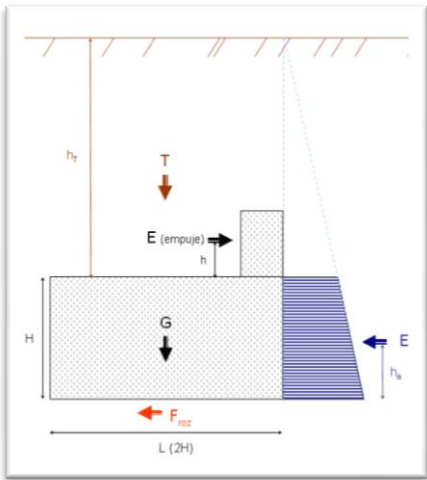 h_T
T
E (empuje)
h
G
H
E
h_a
F_roz
L (2H)